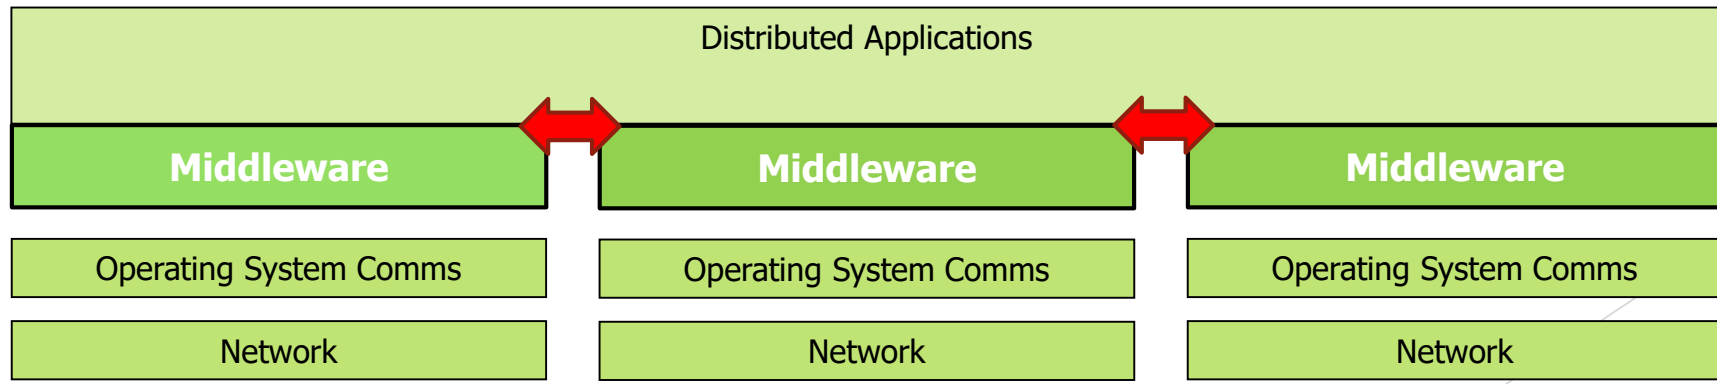 Distributed Applications
Middleware
Middleware
Middleware
Operating System Comms
Operating System Comms
Operating System Comms
Network
Network
Network